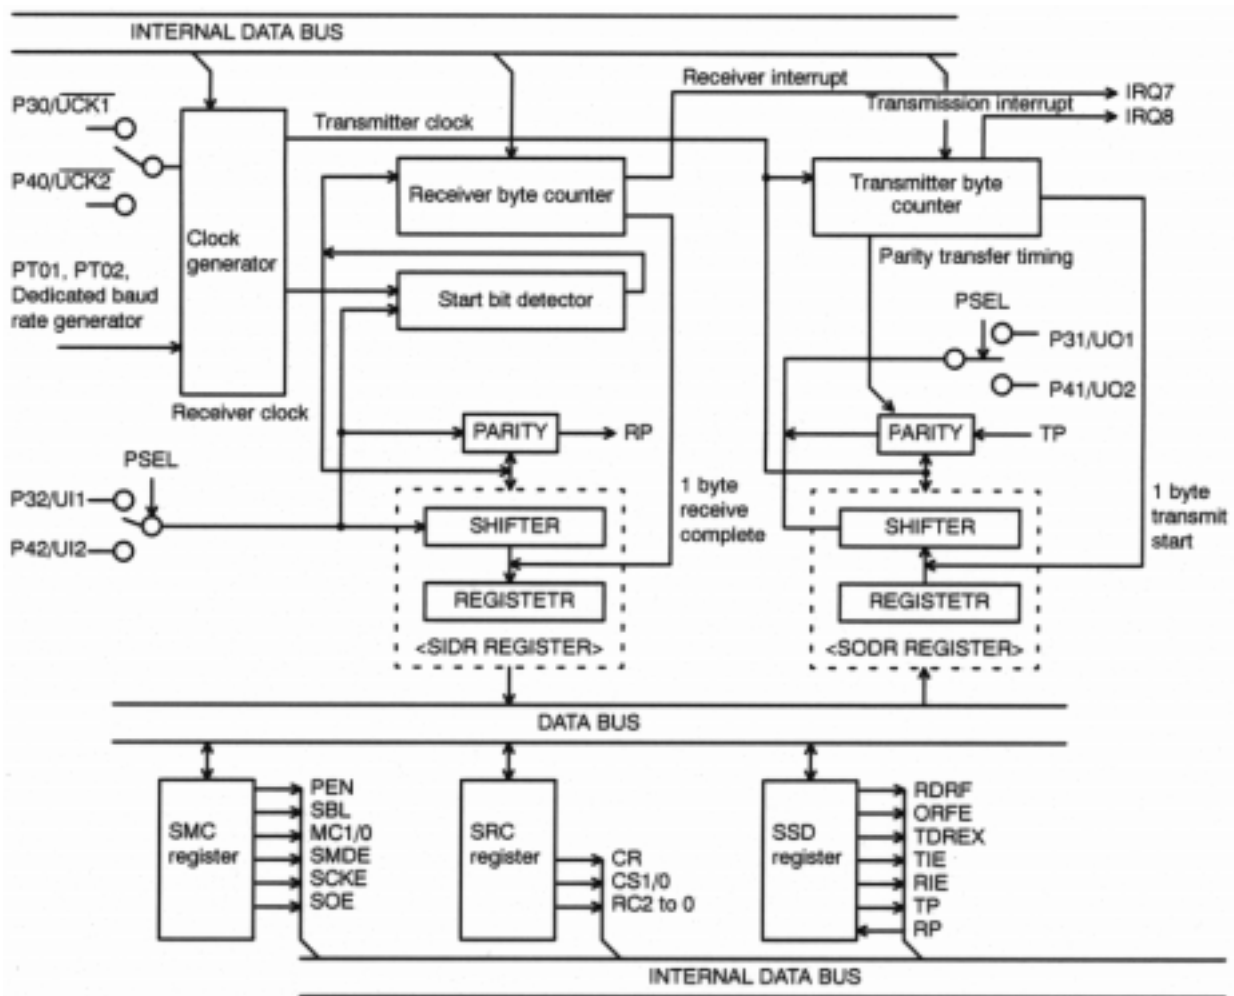 INTERNAL DATA BUS
Receiver interrupt
IRQ7
Transmission interrupt
IRQ8
P30/UCK1
Transmitter clock
P40/UCK2
Receiver byte counter
Transmitter byte
counter
Clock
generator
Parity transfer timing
PT01, PT02,
Dedicated baud
rate generator
Start bit detector
PSEL
P31/UO1
P41/UO2
Receiver clock
PARITY
RP
PARITY
TP
PSEL
P32/UI1
P42/UI2
SHIFTER
1 byte
receive
complete
SHIFTER
1 byte
transmit
start
REGISTETR
REGISTETR
<SIDR REGISTER>
<SODR REGISTER>
DATA BUS
SMC
register
PEN
SBL
MC1/0
SMDE
SCKE
SOE
SRC
register
CR
CS1/0
RC2 to 0
SSD
register
RDRF
ORFE
TDREX
TIE
RIE
TP
RP
INTERNAL DATA BUS